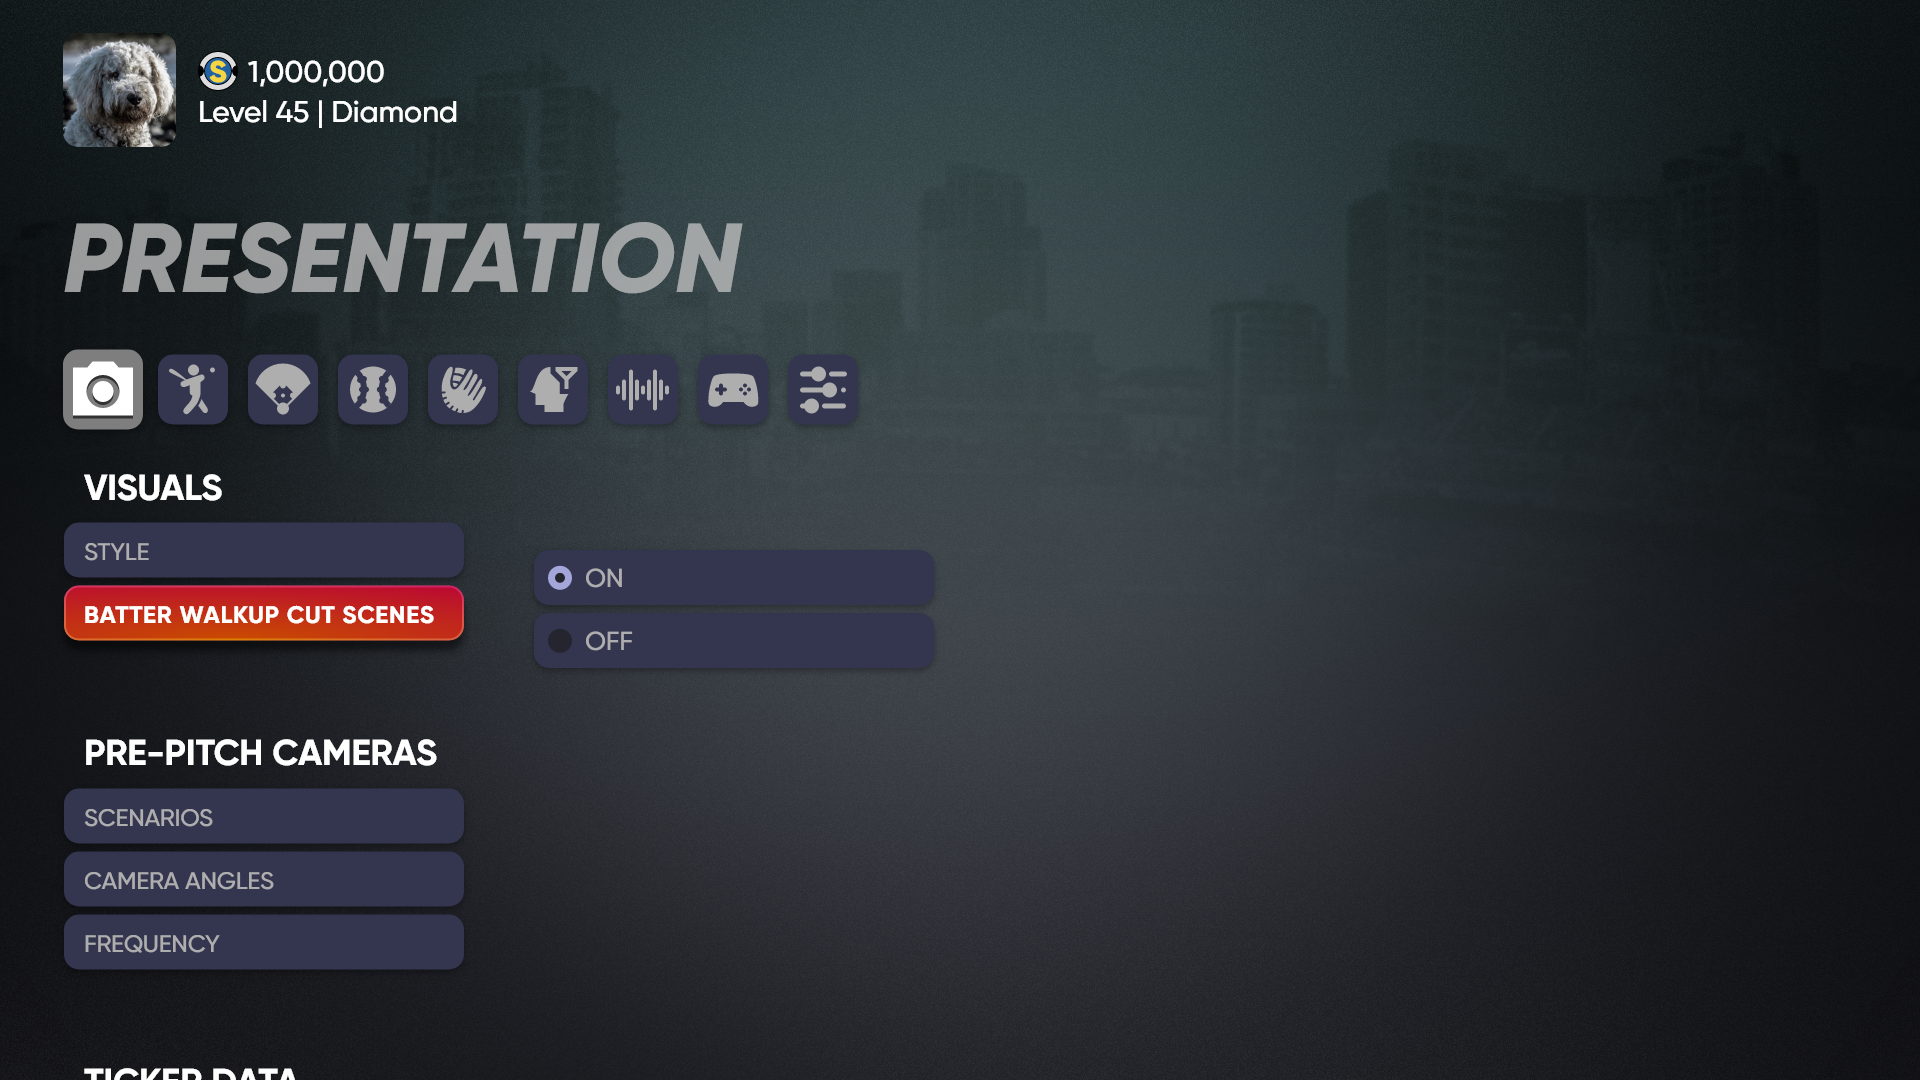 S 1,000,000
Level 45 | Diamond
PRESENTATION
VISUALS
STYLE
BATTER WALKUP CUT SCENES
ON
OFF
PRE-PITCH CAMERAS
SCENARIOS
CAMERA ANGLES
FREQUENCY
TICKER DATA